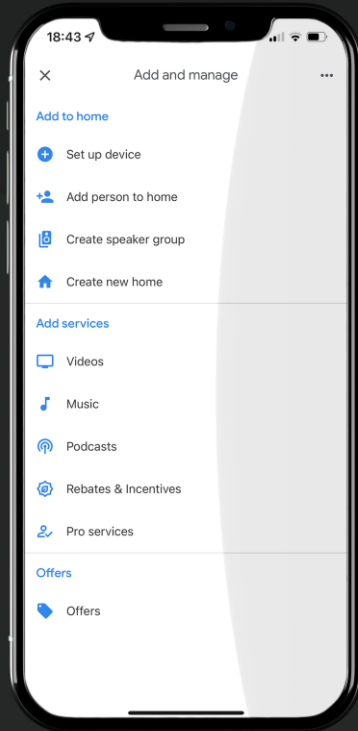 18:43
Add and manage
Add to home
Set up device
Add person to home
Create speaker group
Create new home
Add services
Videos
Music
Podcasts
Rebates & Incentives
Pro services
Offers
Offers